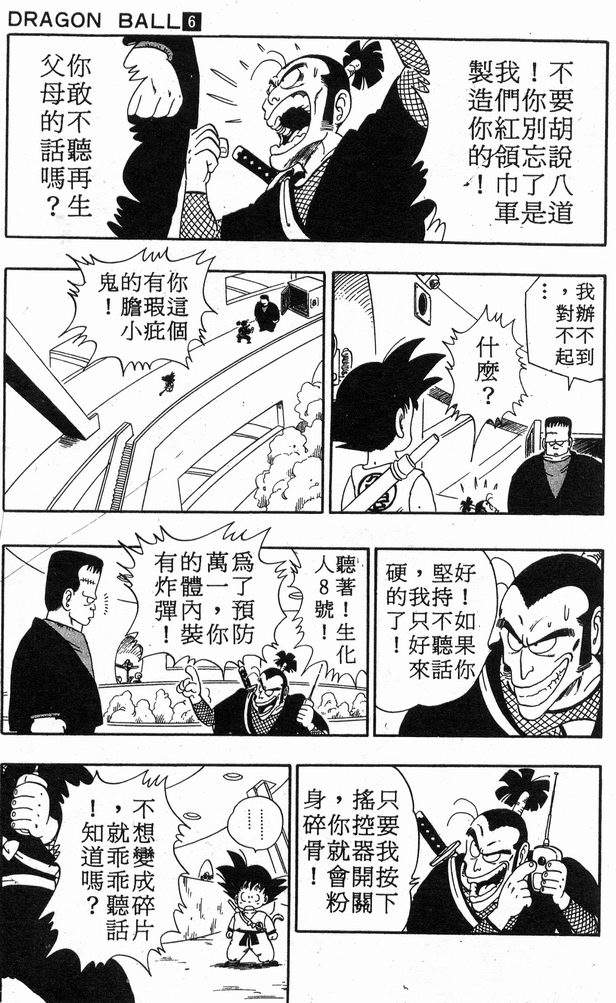 DRAGON BALL 6
不要胡說八道
！你別忘了是
我們紅領巾軍
製造你的！
你敢不聽再生
父母的話嗎？
我辦不到
，對不起
…
什麼？
你這個
有瑕疵
的膽小
鬼！
好！如果你
堅持不聽話
，我只好來
硬的了！
聽著！生化
人8號！
為了預防
萬一，你
的體內裝
有炸彈！
只要我按下
搖控器開關
，你就會粉
身碎骨！
……
不想變成碎片
，就乖乖聽話
！知道嗎？